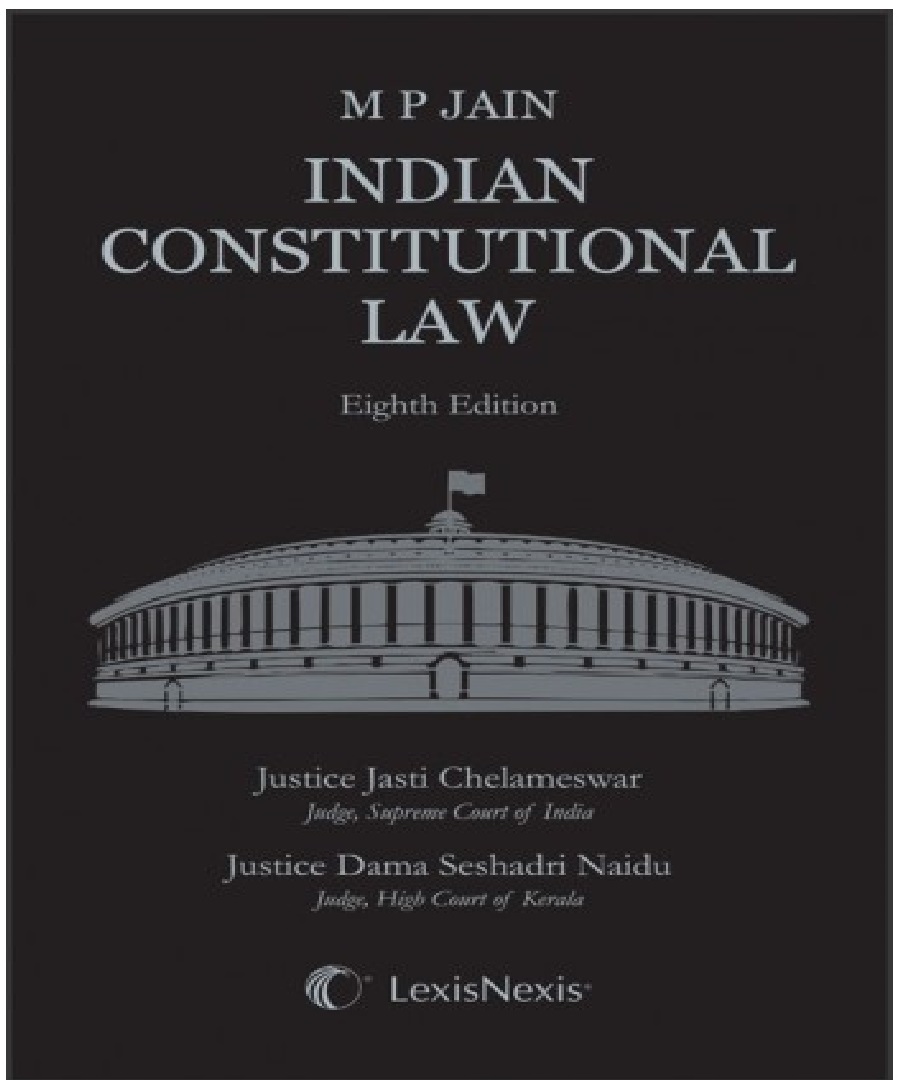 M P JAIN
INDIAN
CONSTITUTIONAL
LAW
Eighth Edition
Justice Jasti Chelameswar
Judge, Supreme Court of India
Justice Dama Seshadri Naidu
Judge, High Court of Kerala
LexisNexis®